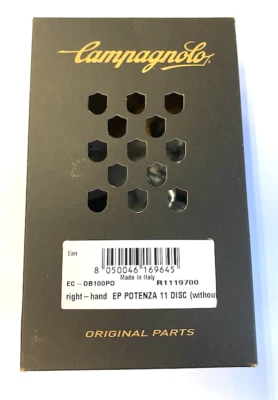 Campagnolo
Ean
8 050046 169645
Made in Italy
EC-DB100PO R1119700
right-hand EP POTENZA 11 DISC (withou
ORIGINAL PARTS